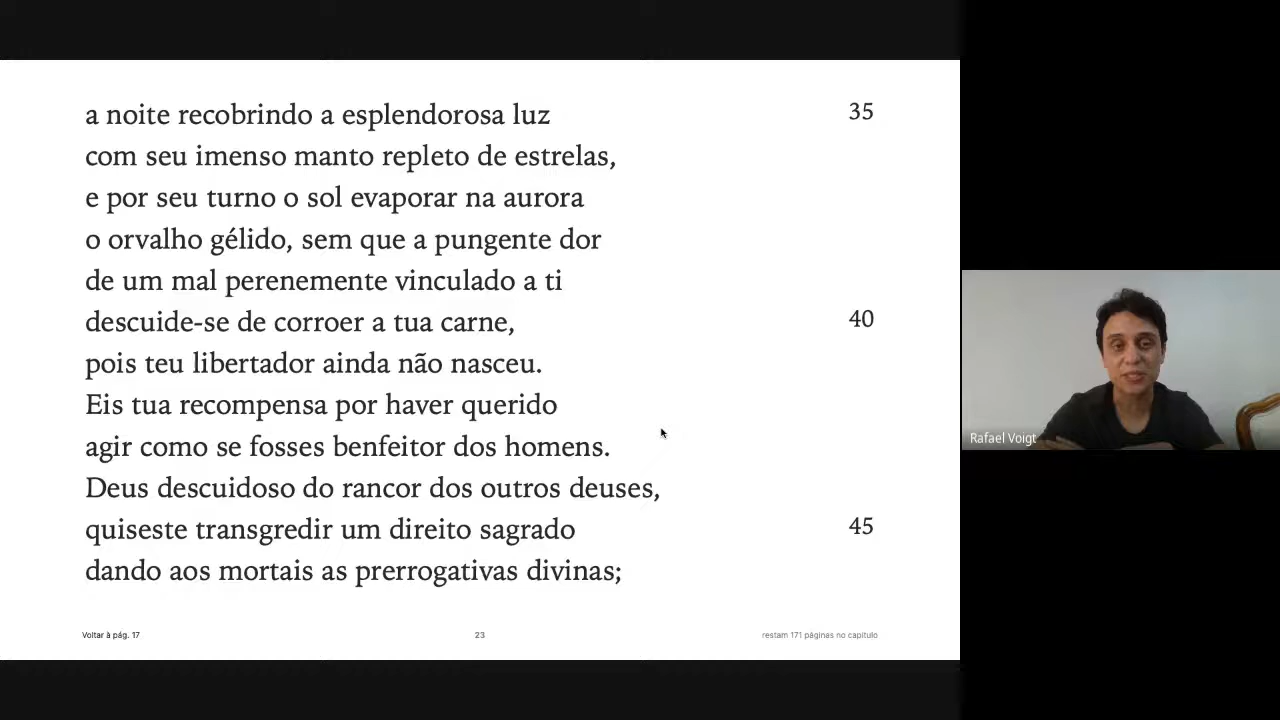 a noite recobrindo a esplendorosa luz 35
com seu imenso manto repleto de estrelas,
e por seu turno o sol evaporar na aurora
o orvalho gélido, sem que a pungente dor
de um mal perenemente vinculado a ti
descuide-se de corroer a tua carne, 40
pois teu libertador ainda não nasceu.
Eis tua recompensa por haver querido
agir como se fosses benfeitor dos homens.
Deus descuidoso do rancor dos outros deuses,
quiseste transgredir um direito sagrado 45
dando aos mortais as prerrogativas divinas;
Voltar à pág. 17 23 restam 171 páginas no capítulo
Rafael Voigt